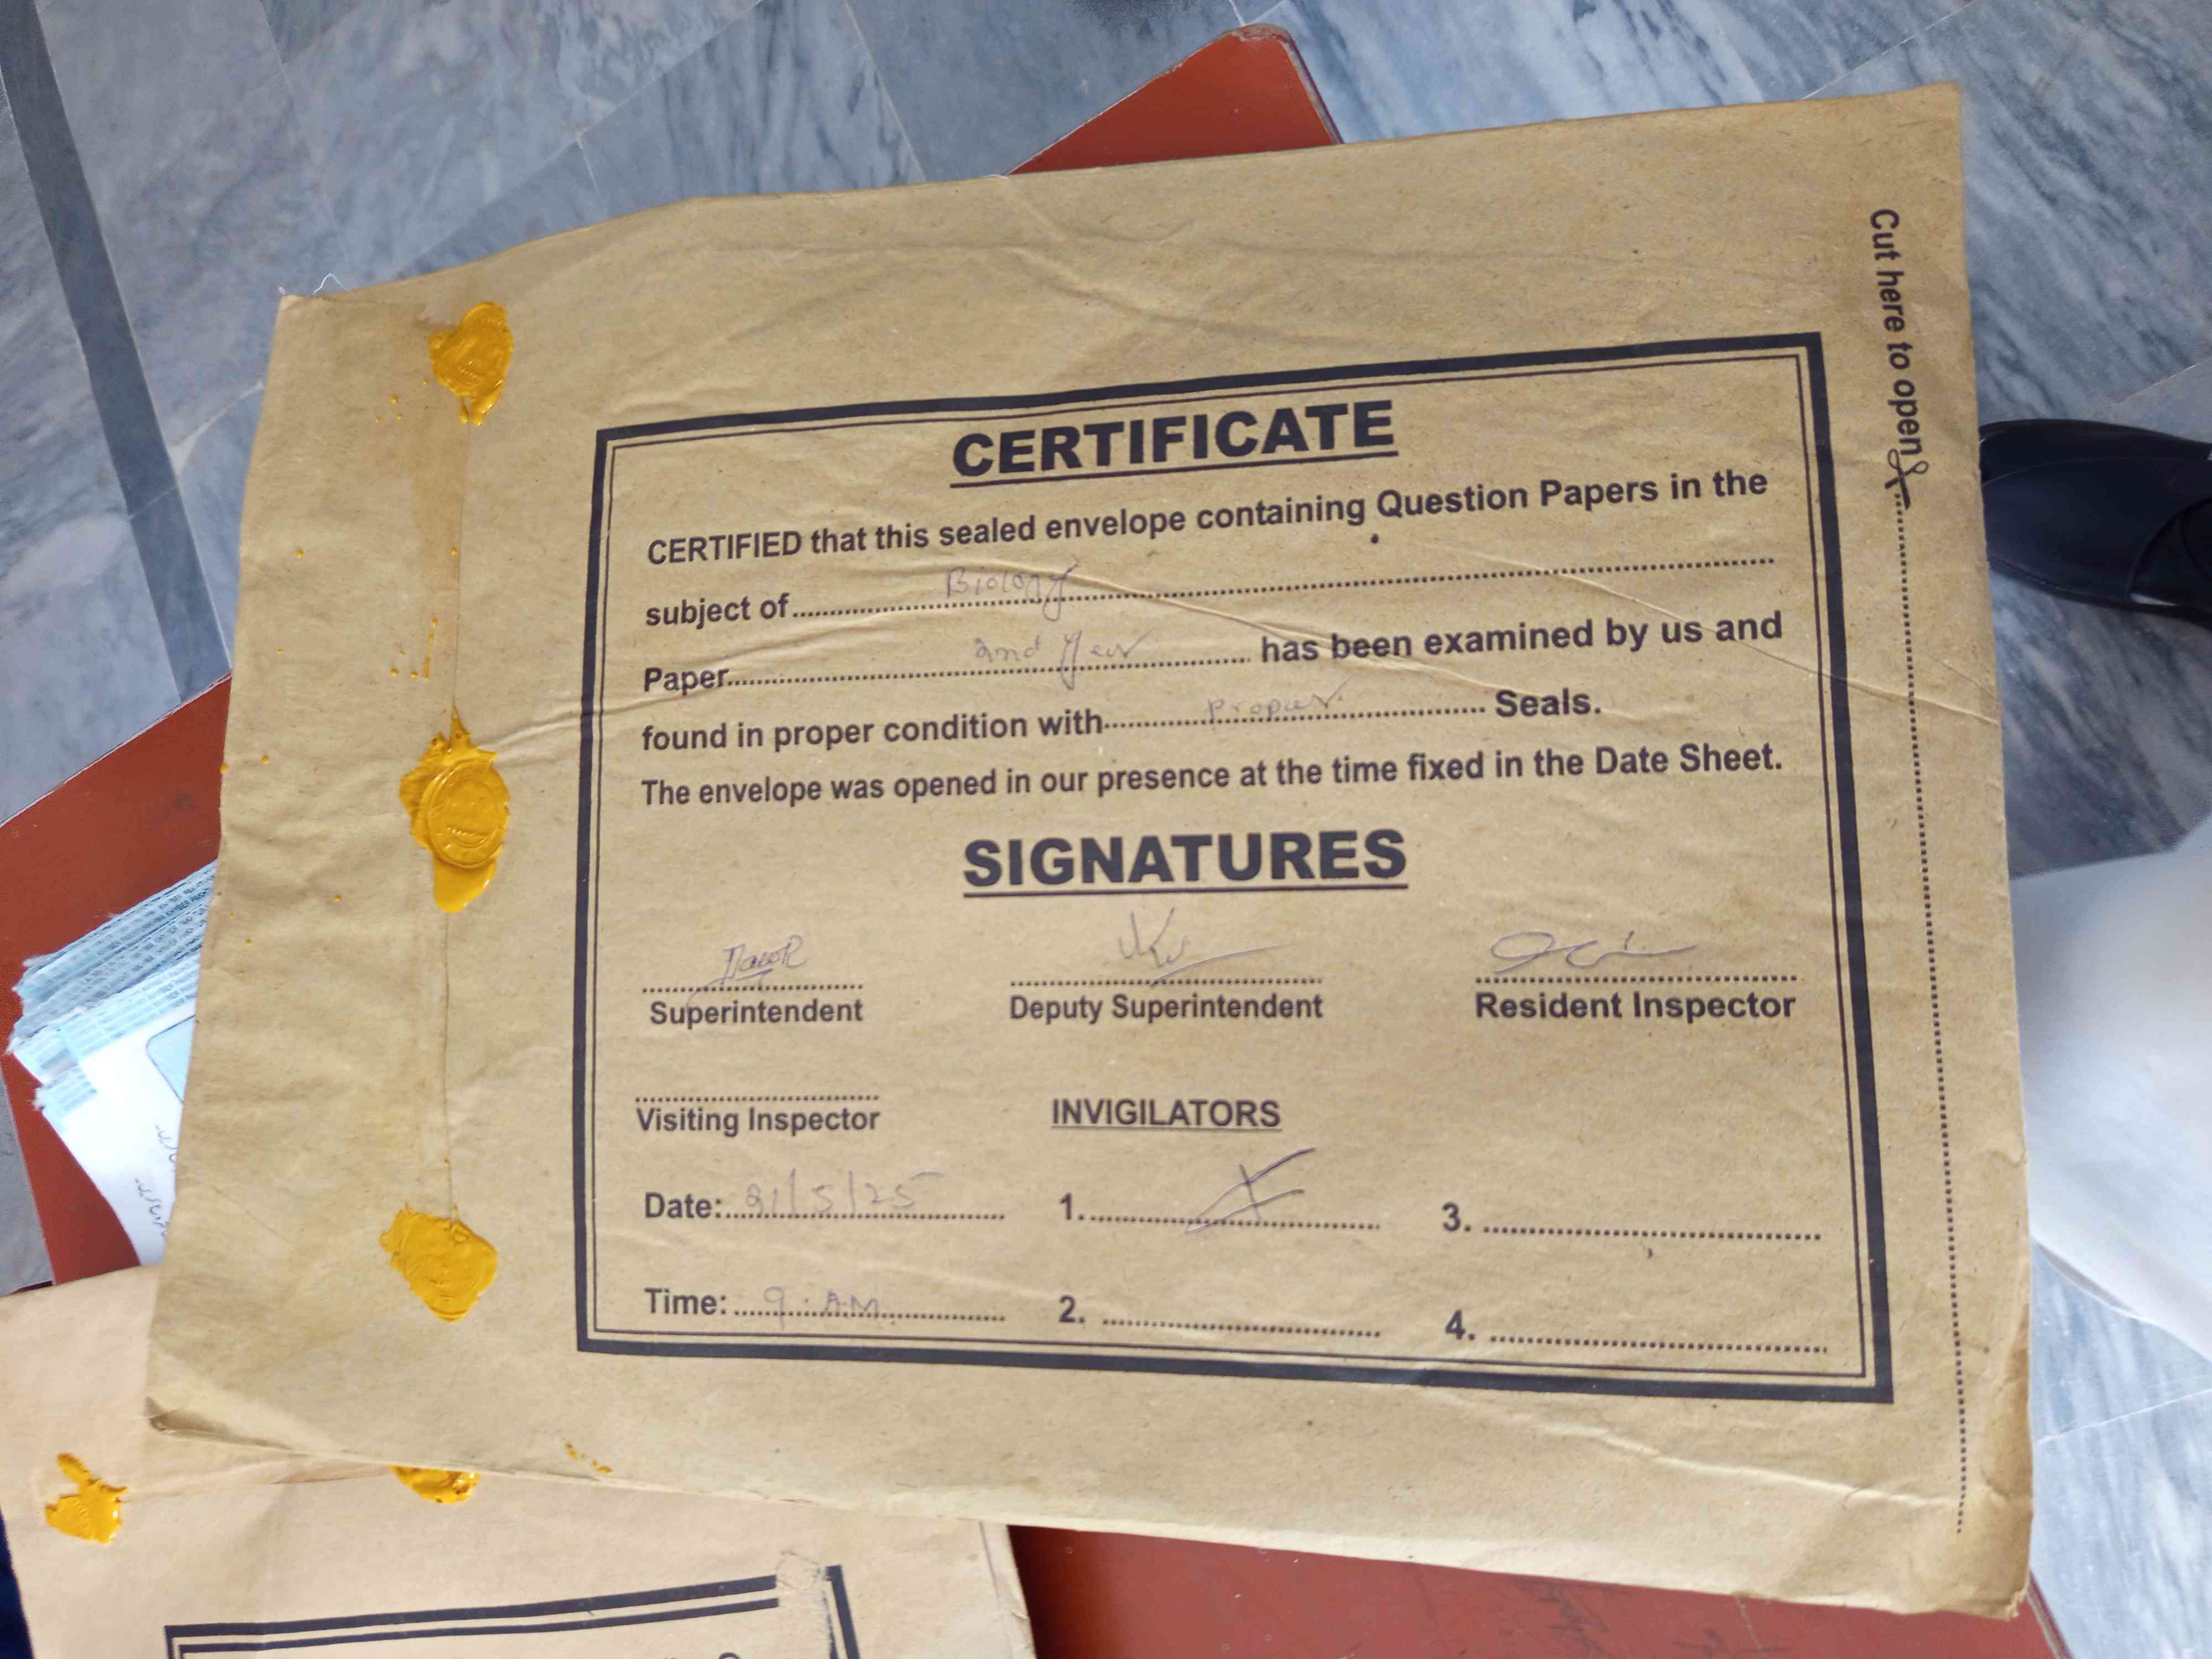 Cut here to open
CERTIFICATE
CERTIFIED that this sealed envelope containing Question Papers in the
subject of Biology
Paper 2nd Year has been examined by us and
found in proper condition with Proper Seals.
The envelope was opened in our presence at the time fixed in the Date Sheet.
SIGNATURES
Superintendent Deputy Superintendent Resident Inspector
Visiting Inspector INVIGILATORS
Date: 21/5/25 1. 3.
Time: 9 AM 2. 4.